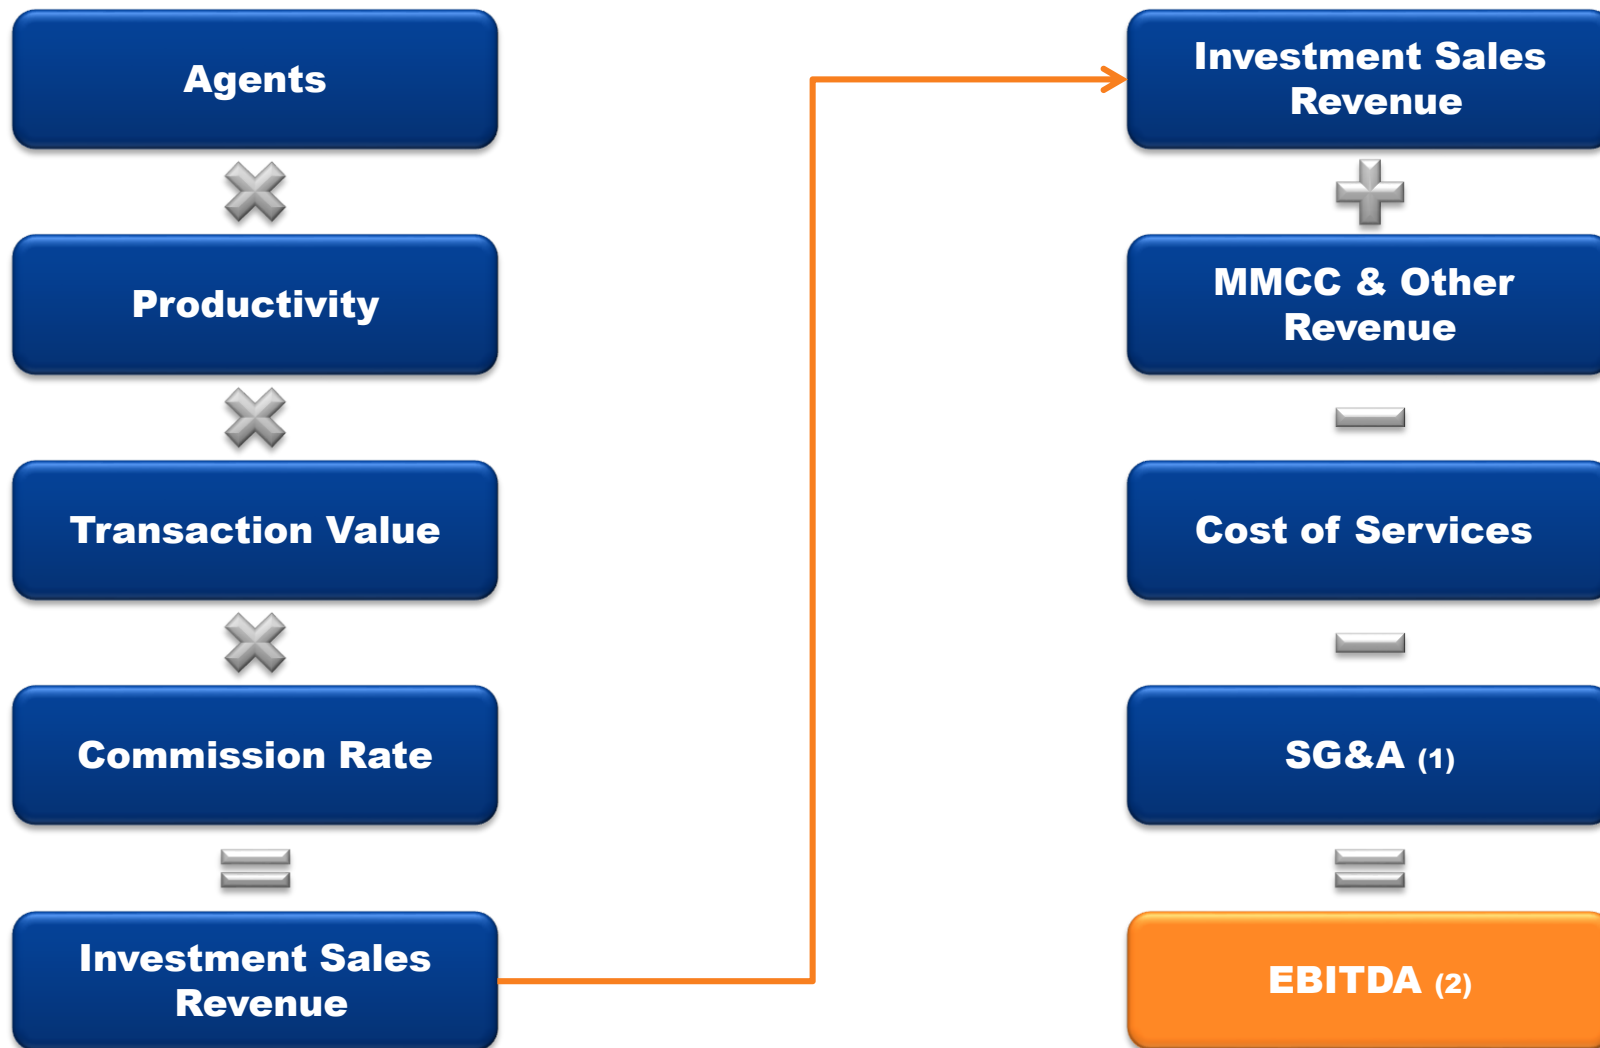 Agents
Productivity
Transaction Value
Commission Rate
Investment Sales
Revenue
Investment Sales
Revenue
MMCC & Other
Revenue
Cost of Services
SG&A (1)
EBITDA (2)